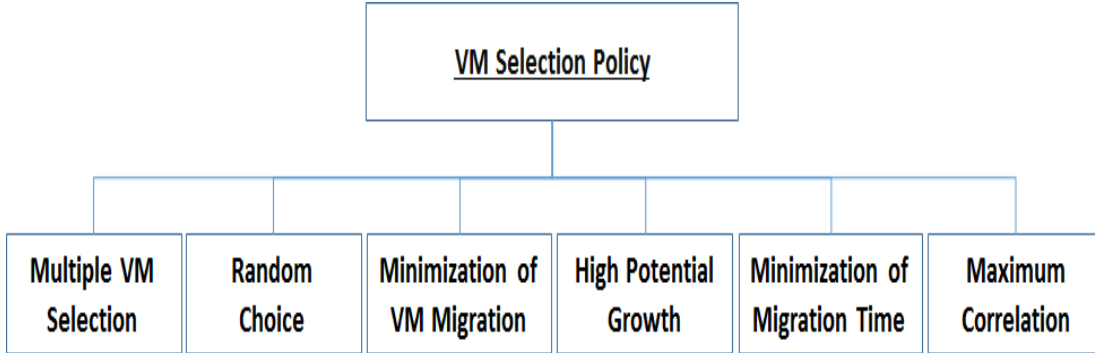 VM Selection Policy
Multiple VM
Selection
Random
Choice
Minimization of
VM Migration
High Potential
Growth
Minimization of
Migration Time
Maximum
Correlation